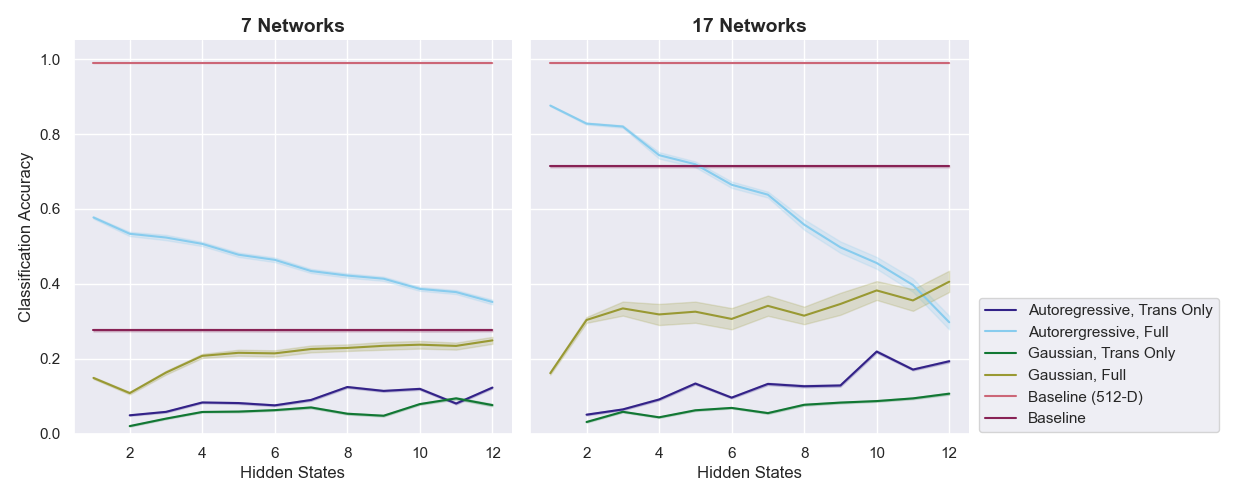 7 Networks
17 Networks
Classification Accuracy
1.0
0.8
0.6
0.4
0.2
0.0
2 4 6 8 10 12
2 4 6 8 10 12
Hidden States
Hidden States
Autoregressive, Trans Only
Autorergressive, Full
Gaussian, Trans Only
Gaussian, Full
Baseline (512-D)
Baseline